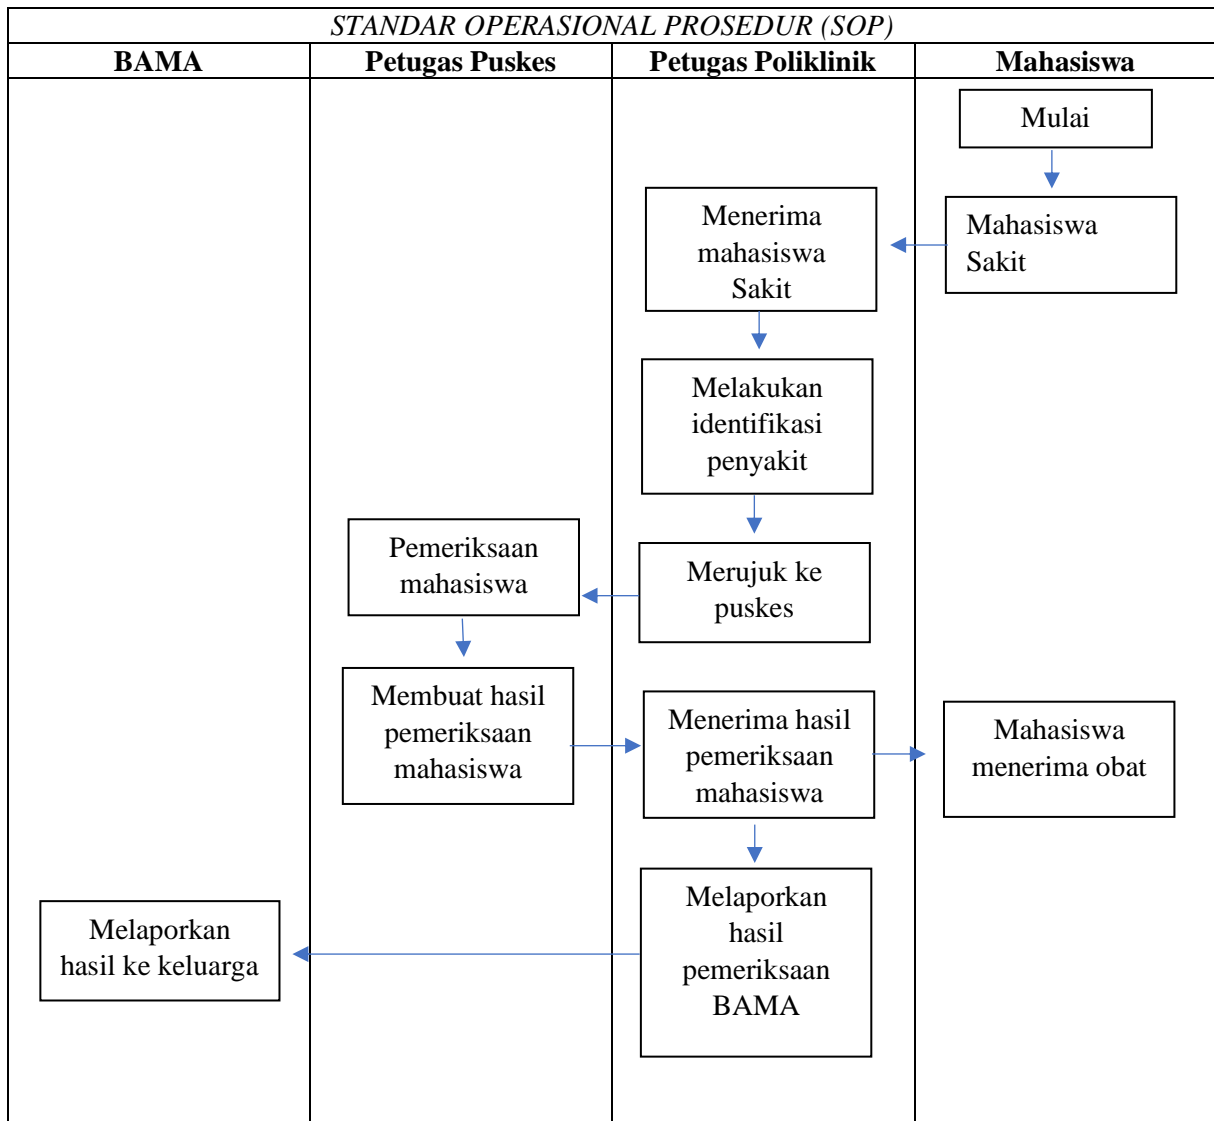 STANDAR OPERASIONAL PROSEDUR (SOP)
BAMA
Petugas Puskes
Petugas Poliklinik
Mahasiswa
Mulai
Mahasiswa
Sakit
Menerima
mahasiswa
Sakit
Melakukan
identifikasi
penyakit
Merujuk ke
puskes
Pemeriksaan
mahasiswa
Membuat hasil
pemeriksaan
mahasiswa
Menerima hasil
pemeriksaan
mahasiswa
Mahasiswa
menerima obat
Melaporkan
hasil
pemeriksaan
BAMA
Melaporkan
hasil ke keluarga